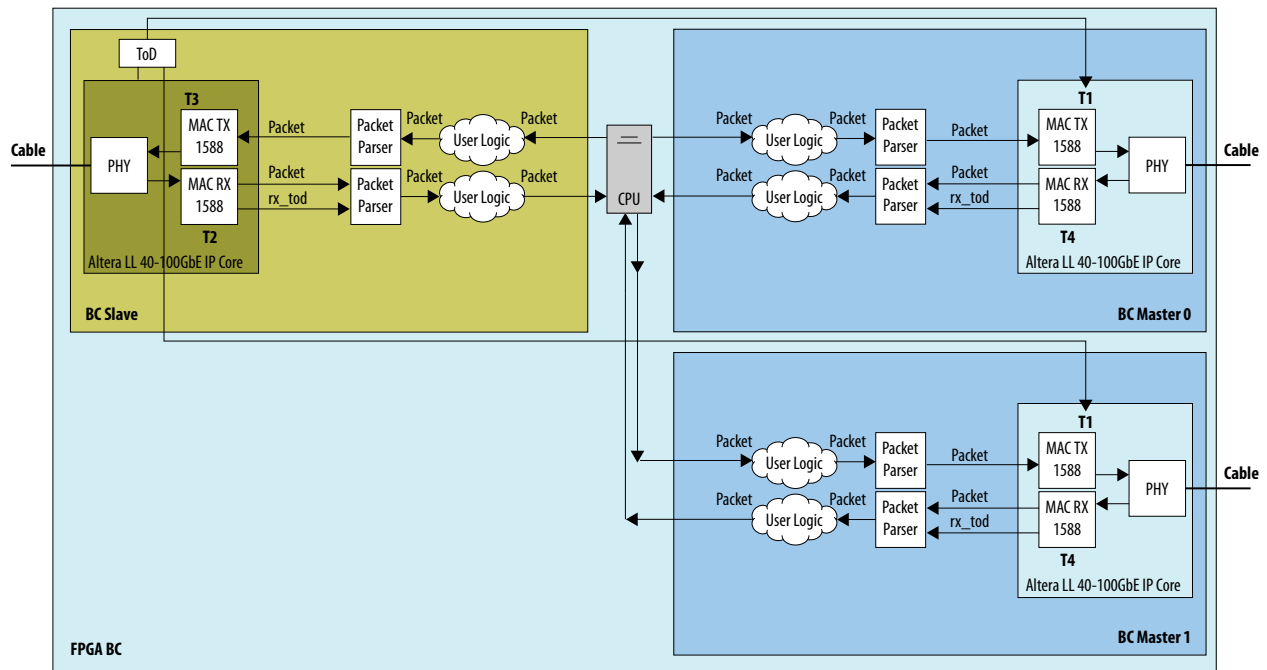 ToD
T3
MAC TX
1588
Packet
Packet
Parser
Packet
User Logic
Packet
Cable
PHY
MAC RX
1588
Packet
rx_tod
Packet
Parser
Packet
User Logic
Packet
T2
Altera LL 40-100GbE IP Core
BC Slave
CPU
Packet
User Logic
Packet
Packet
Parser
Packet
T1
MAC TX
1588
Packet
User Logic
Packet
Packet
Parser
Packet
rx_tod
MAC RX
1588
PHY
Cable
T4
Altera LL 40-100GbE IP Core
BC Master 0
Packet
User Logic
Packet
Packet
Parser
Packet
T1
MAC TX
1588
Packet
User Logic
Packet
Packet
Parser
Packet
rx_tod
MAC RX
1588
PHY
Cable
T4
Altera LL 40-100GbE IP Core
BC Master 1
FPGA BC